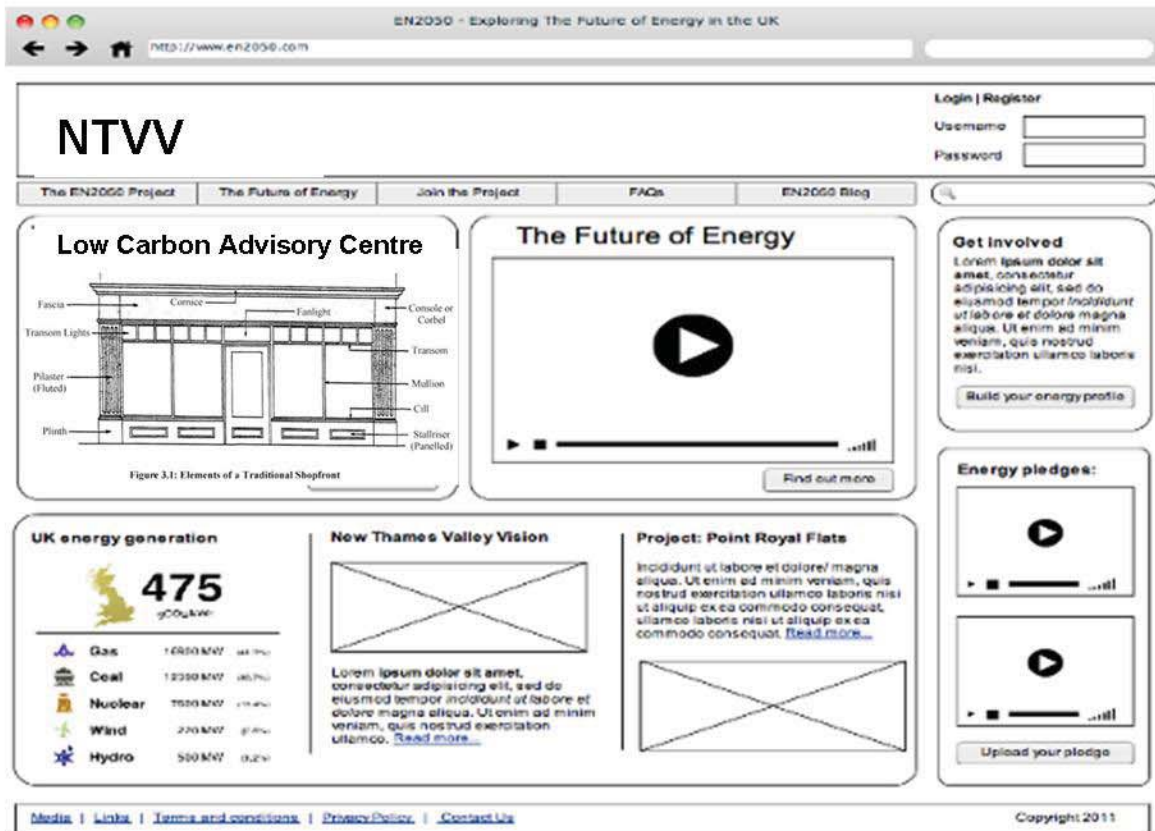 EN2050 - Exploring The Future of Energy in the UK
http://www.en2050.com
NTVV
Login | Register
Username
Password
The EN2050 Project
The Future of Energy
Join the Project
FAQs
EN2050 Blog
Low Carbon Advisory Centre
Fascia
Cornice
Fanlight
Console or
Corbel
Transom Lights
Transom
Pilaster
(Fluted)
Mullion
Cill
Plinth
Stallriser
(Panelled)
Figure 3.1: Elements of a Traditional Shopfront
The Future of Energy
Find out more
Get involved
Lorem ipsum dolor sit
amet, consectetur
adipisicing elit, sed do
eiusmod tempor incididunt
ut labore et dolore magna
aliqua. Ut enim ad minim
veniam, quis nostrud
exercitation ullamco laboris
nisi.
Build your energy profile
Energy pledges:
Upload your pledge
UK energy generation
475
Gas
Coal
Nuclear
Wind
Hydro
MW
MW
MW
MW
MW
New Thames Valley Vision
Lorem ipsum dolor sit amet,
consectetur adipisicing elit, sed do
eiusmod tempor incididunt ut labore et
dolore magna aliqua. Ut enim ad minim
veniam, quis nostrud exercitation
ullamco. Read more...
Project: Point Royal Flats
Incididunt ut labore et dolore/ magna
aliqua. Ut enim ad minim veniam, quis
nostrud exercitation ullamco laboris nisi
ut aliquip ex ea commodo consequat,
ullamco laboris nisi ut aliquip ex ea
commodo consequat. Read more...
Media | Links | Terms and conditions | Privacy Policy | Contact Us
Copyright 2011